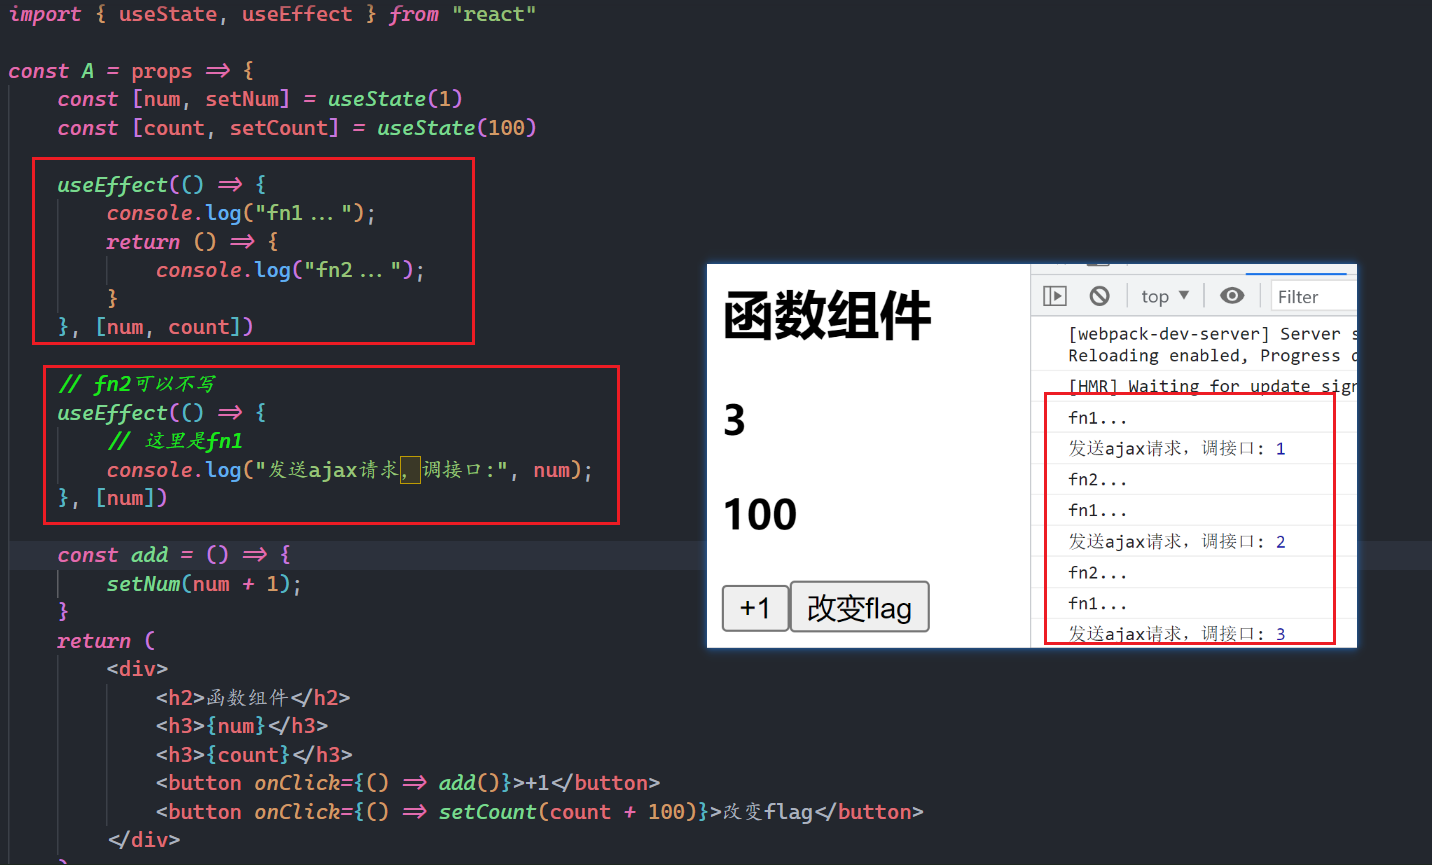 import { useState, useEffect } from "react"
const A = props => {
const [num, setNum] = useState(1)
const [count, setCount] = useState(100)
useEffect(() => {
console.log("fn1...");
return () => {
console.log("fn2...");
}
}, [num, count])
// fn2可以不写
useEffect(() => {
// 这里是fn1
console.log("发送ajax请求，调接口:", num);
}, [num])
const add = () => {
setNum(num + 1);
}
return (
<div>
<h2>函数组件</h2>
<h3>{num}</h3>
<h3>{count}</h3>
<button onClick={() => add()}>+1</button>
<button onClick={() => setCount(count + 100)}>改变flag</button>
</div>
函数组件
3
100
+1 改变flag
top Filter
[webpack-dev-server] Server s
Reloading enabled, Progress
[HMR] Waiting for update sign
fn1...
发送ajax请求，调接口: 1
fn2...
fn1...
发送ajax请求，调接口: 2
fn2...
fn1...
发送ajax请求，调接口: 3